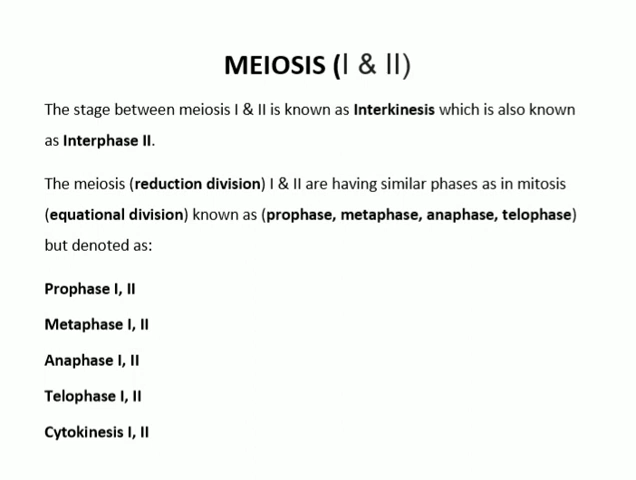 MEIOSIS (I & II)
The stage between meiosis I & II is known as Interkinesis which is also known
as Interphase II.
The meiosis (reduction division) I & II are having similar phases as in mitosis
(equational division) known as (prophase, metaphase, anaphase, telophase)
but denoted as:
Prophase I, II
Metaphase I, II
Anaphase I, II
Telophase I, II
Cytokinesis I, II